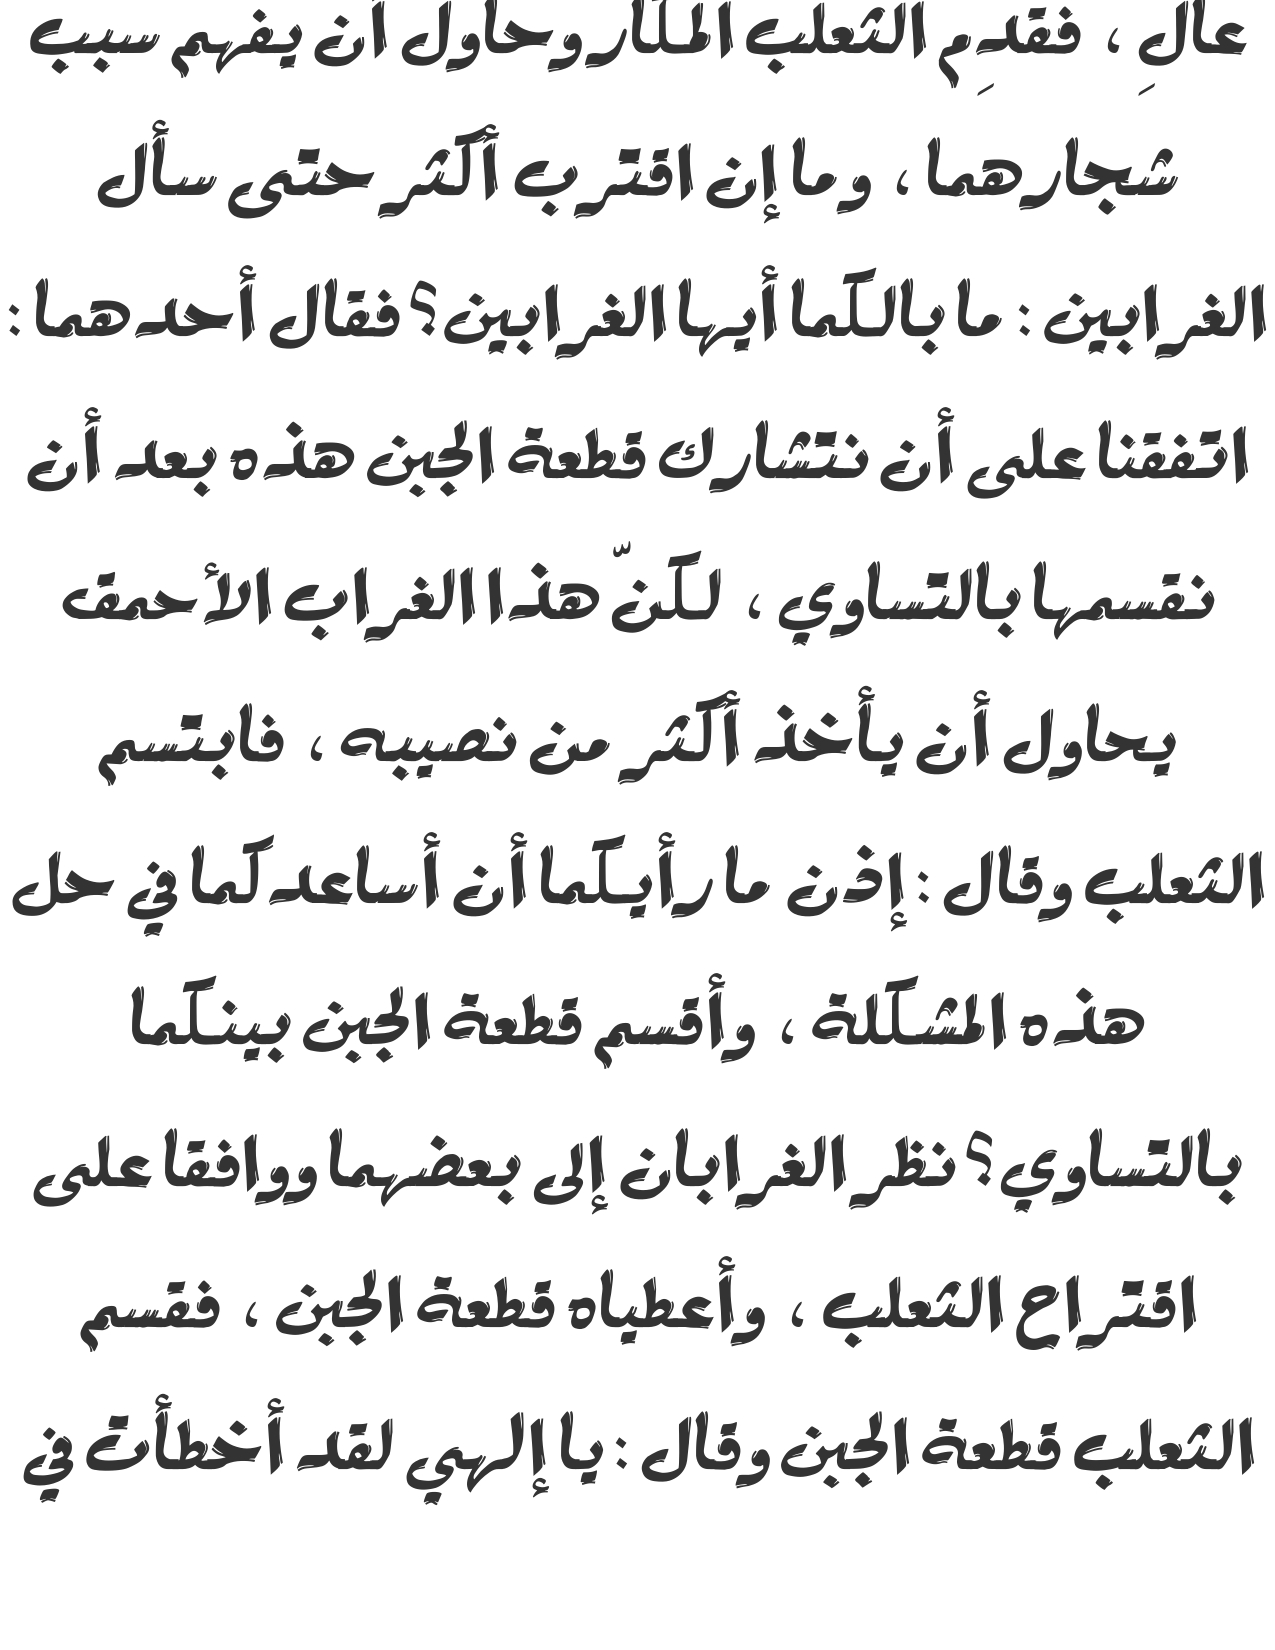 عالِ ، فقدِم الثعلب المكّار وحاول أن يفهم سبب
شجارهما ، وما إن اقترب أكثر حتى سأل
الغرابين : ما بالكما أيها الغرابين؟ فقال أحدهما :
اتفقنا على أن نتشارك قطعة الجبن هذه بعد أن
نقسمها بالتساوي ، لكنّ هذا الغراب الأحمق
يحاول أن يأخذ أكثر من نصيبه ، فابتسم
الثعلب وقال : إذن ما رأيكما أن أساعدكما في حل
هذه المشكلة ، وأقسم قطعة الجبن بينكما
بالتساوي؟ نظر الغرابان إلى بعضهما ووافقا على
اقتراح الثعلب ، وأعطياه قطعة الجبن ، فقسم
الثعلب قطعة الجبن وقال : يا إلهي لقد أخطأت في